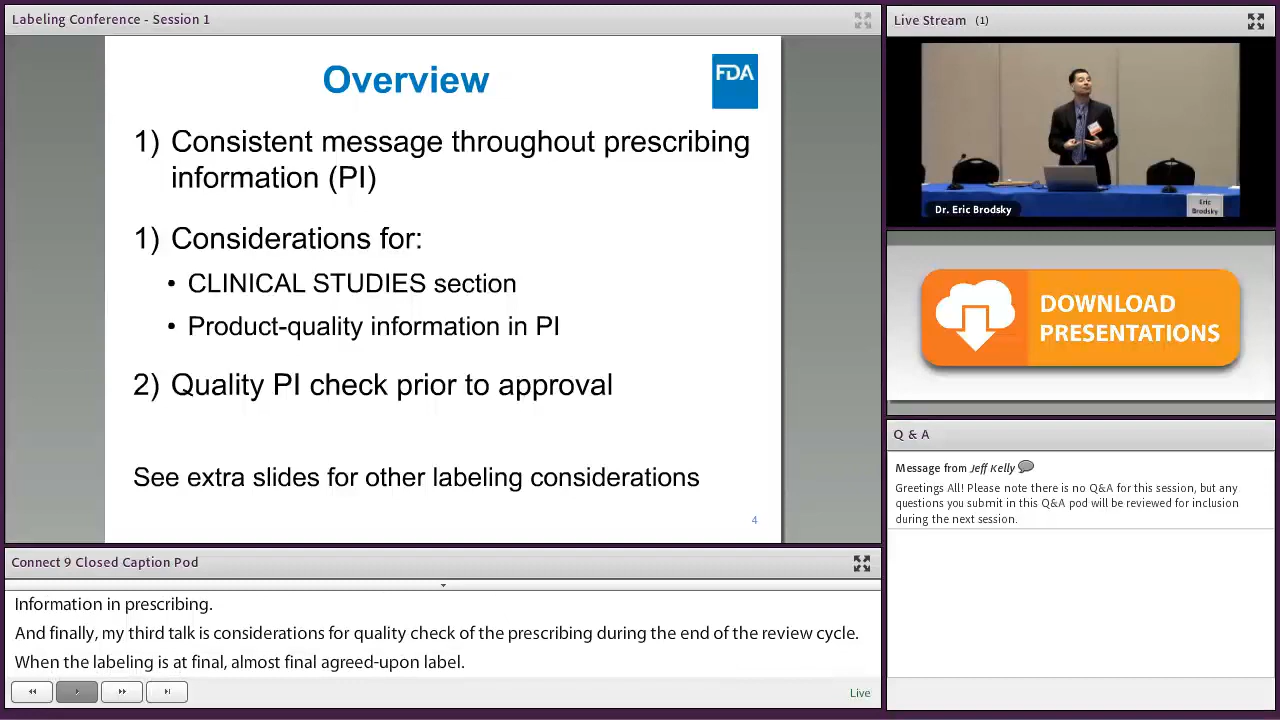 Labeling Conference - Session 1
Overview
FDA
1) Consistent message throughout prescribing
information (PI)
1) Considerations for:
• CLINICAL STUDIES section
• Product-quality information in PI
2) Quality PI check prior to approval
See extra slides for other labeling considerations
4
Connect 9 Closed Caption Pod
Information in prescribing.
And finally, my third talk is considerations for quality check of the prescribing during the end of the review cycle.
When the labeling is at final, almost final agreed-upon label.
Live
Live Stream (1)
Dr. Eric Brodsky
Eric
Brodsky
DOWNLOAD
PRESENTATIONS
Q & A
Message from Jeff Kelly
Greetings All! Please note there is no Q&A for this session, but any
questions you submit in this Q&A pod will be reviewed for inclusion
during the next session.